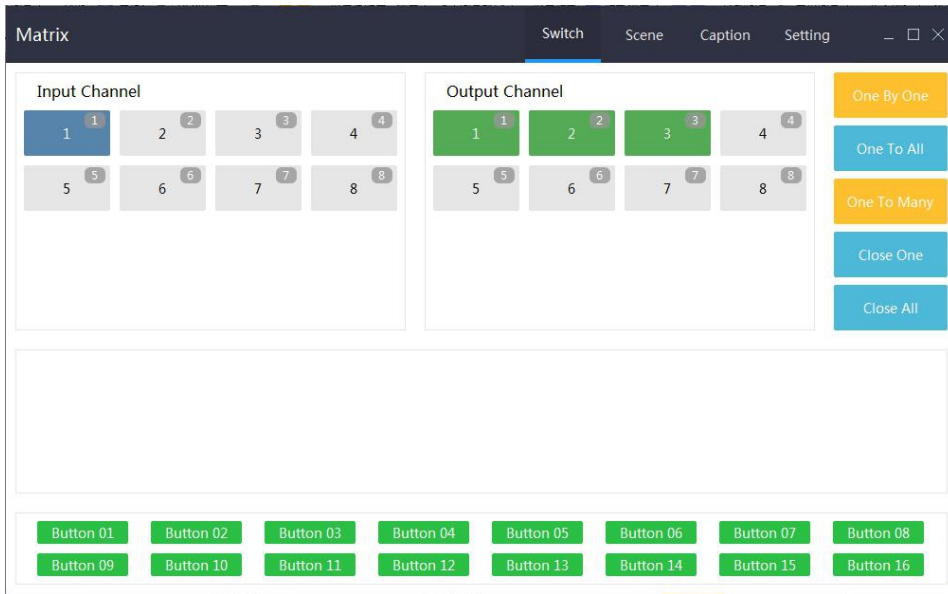 Matrix Switch Scene Caption Setting
Input Channel
1 1 2 2 3 3 4 4
5 5 6 6 7 7 8 8
Output Channel
1 1 2 2 3 3 4 4
5 5 6 6 7 7 8 8
One By One
One To All
One To Many
Close One
Close All
Button 01 Button 02 Button 03 Button 04 Button 05 Button 06 Button 07 Button 08
Button 09 Button 10 Button 11 Button 12 Button 13 Button 14 Button 15 Button 16